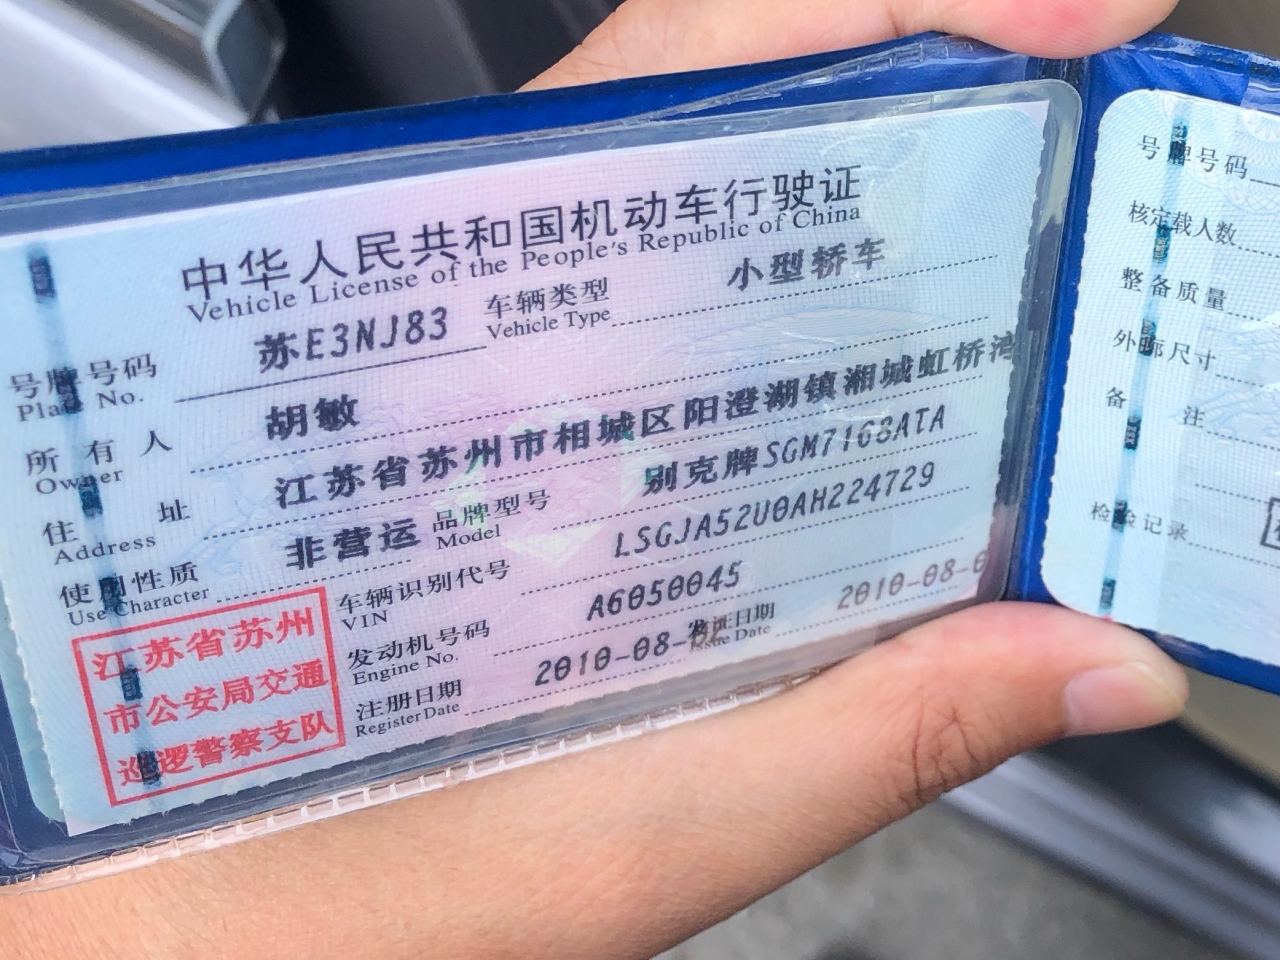 中华人民共和国机动车行驶证
Vehicle License of the People's Republic of China
号牌号码 苏E3NJ83 车辆类型 小型轿车
Plate No. Vehicle Type
所有人 胡敏
Owner
住址 江苏省苏州市相城区阳澄湖镇湘城虹桥湾
Address
使用性质 非营运 品牌型号 别克牌SGM7168ATA
Use Character Model
车辆识别代号 LSGJA52U0AH224729
VIN
发动机号码 A6050045
Engine No.
注册日期 2010-08- 发证日期 2010-08-0
Register Date Issue Date
江苏省苏州
市公安局交通
巡逻警察支队
号牌号码
核定载人数
整备质量
外廓尺寸
备注
检验记录